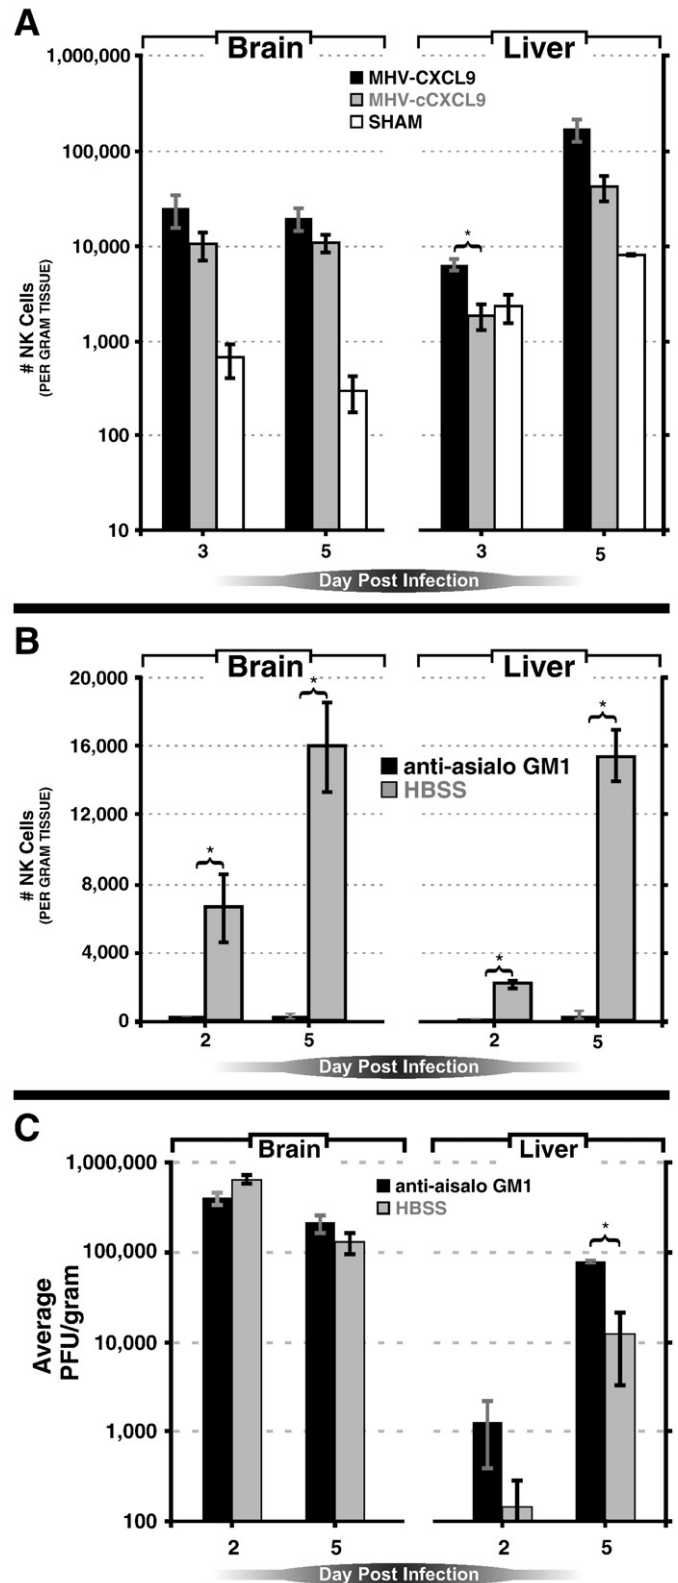 A
Brain
Liver
1,000,000
100,000
10,000
1,000
100
10
# NK Cells
(PER GRAM TISSUE)
MHV-CXCL9
MHV-cCXCL9
SHAM
*
3
5
3
5
Day Post Infection
B
Brain
Liver
20,000
16,000
12,000
8,000
4,000
0
# NK Cells
(PER GRAM TISSUE)
anti-asialo GM1
HBSS
*
*
*
*
2
5
2
5
Day Post Infection
C
Brain
Liver
1,000,000
100,000
10,000
1,000
100
Average
PFU/gram
anti-aisalo GM1
HBSS
*
2
5
2
5
Day Post Infection